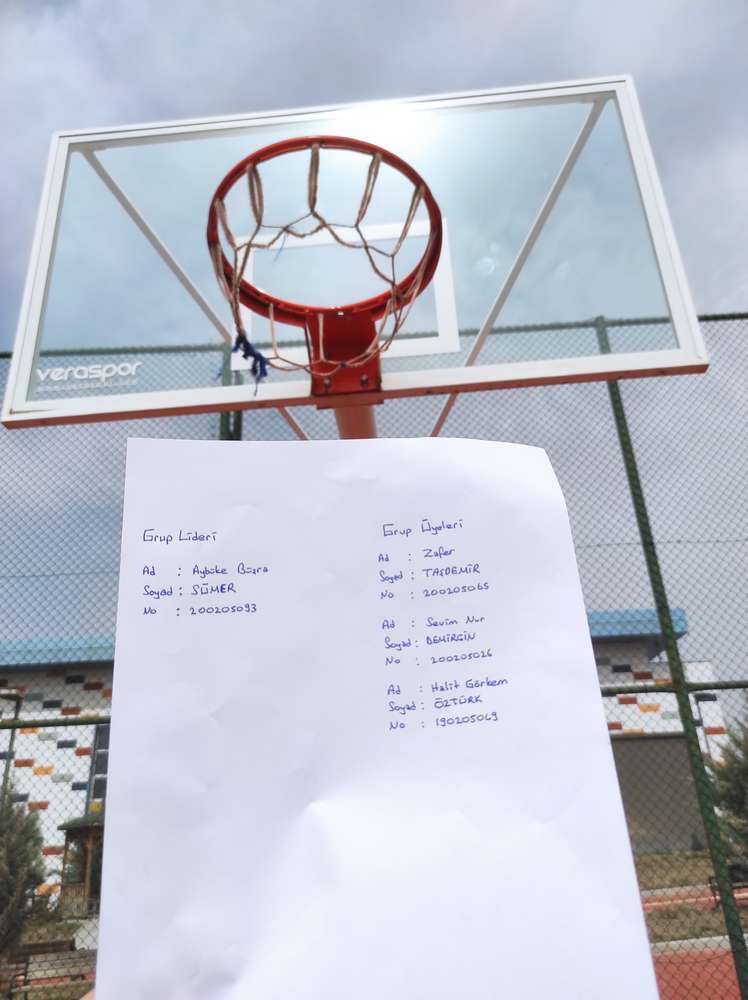 veraspor
Grup Lideri
Ad : Aybüke Büşra
Soyad : SÜMER
No : 200205093
Grup Üyeleri
Ad : Zafer
Soyad : TAŞDEMİR
No : 200205065
Ad : Sevim Nur
Soyad : DEMİRGİN
No : 200205026
Ad : Halit Görkem
Soyad : ÖZTÜRK
No : 190205069